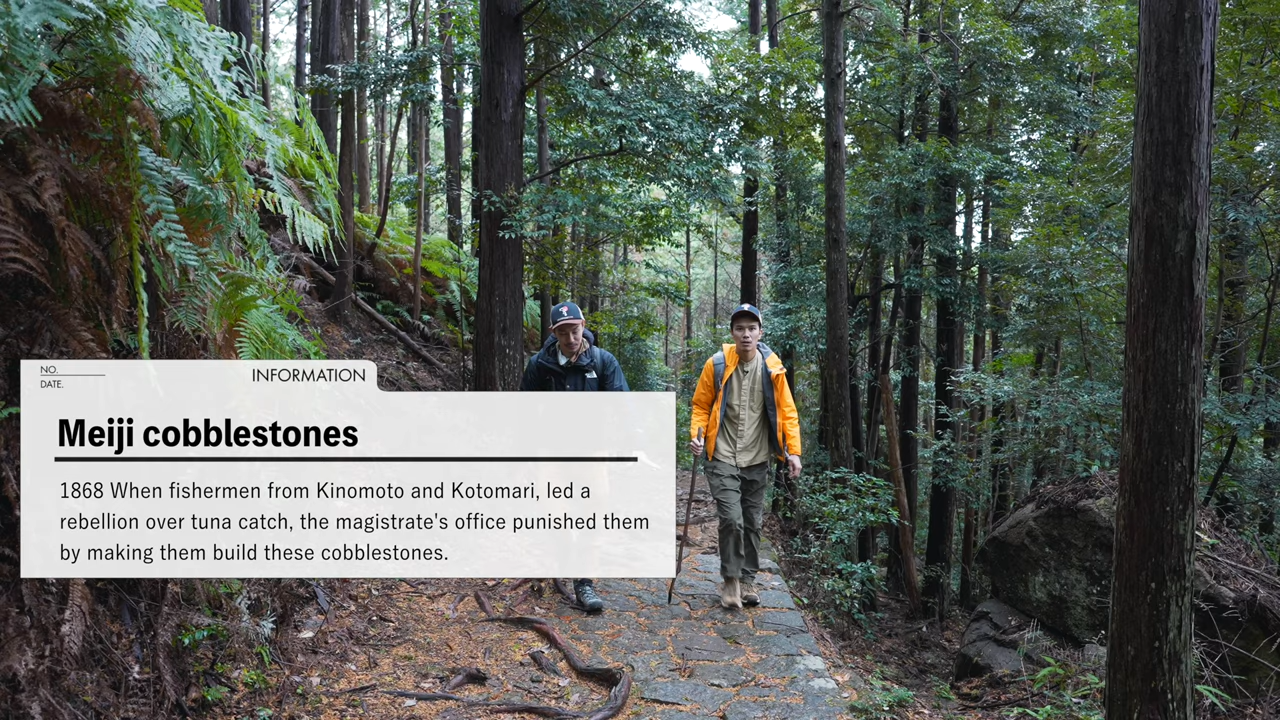 NO.
DATE.
INFORMATION
Meiji cobblestones
1868 When fishermen from Kinomoto and Kotomari, led a
rebellion over tuna catch, the magistrate's office punished them
by making them build these cobblestones.